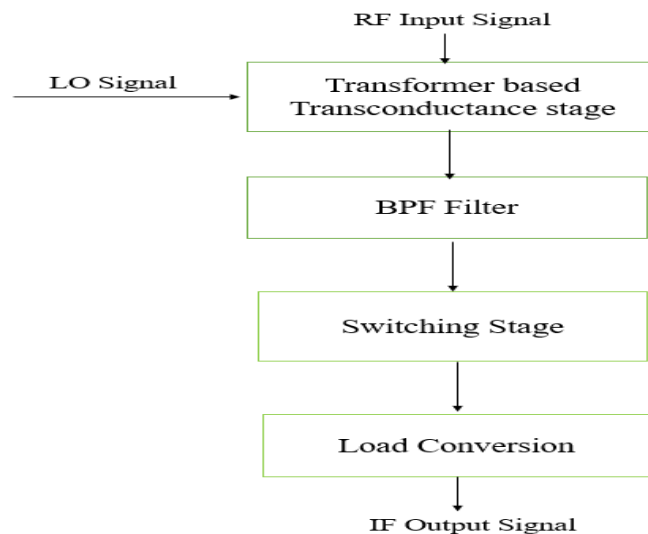 RF Input Signal
LO Signal
Transformer based
Transconductance stage
BPF Filter
Switching Stage
Load Conversion
IF Output Signal